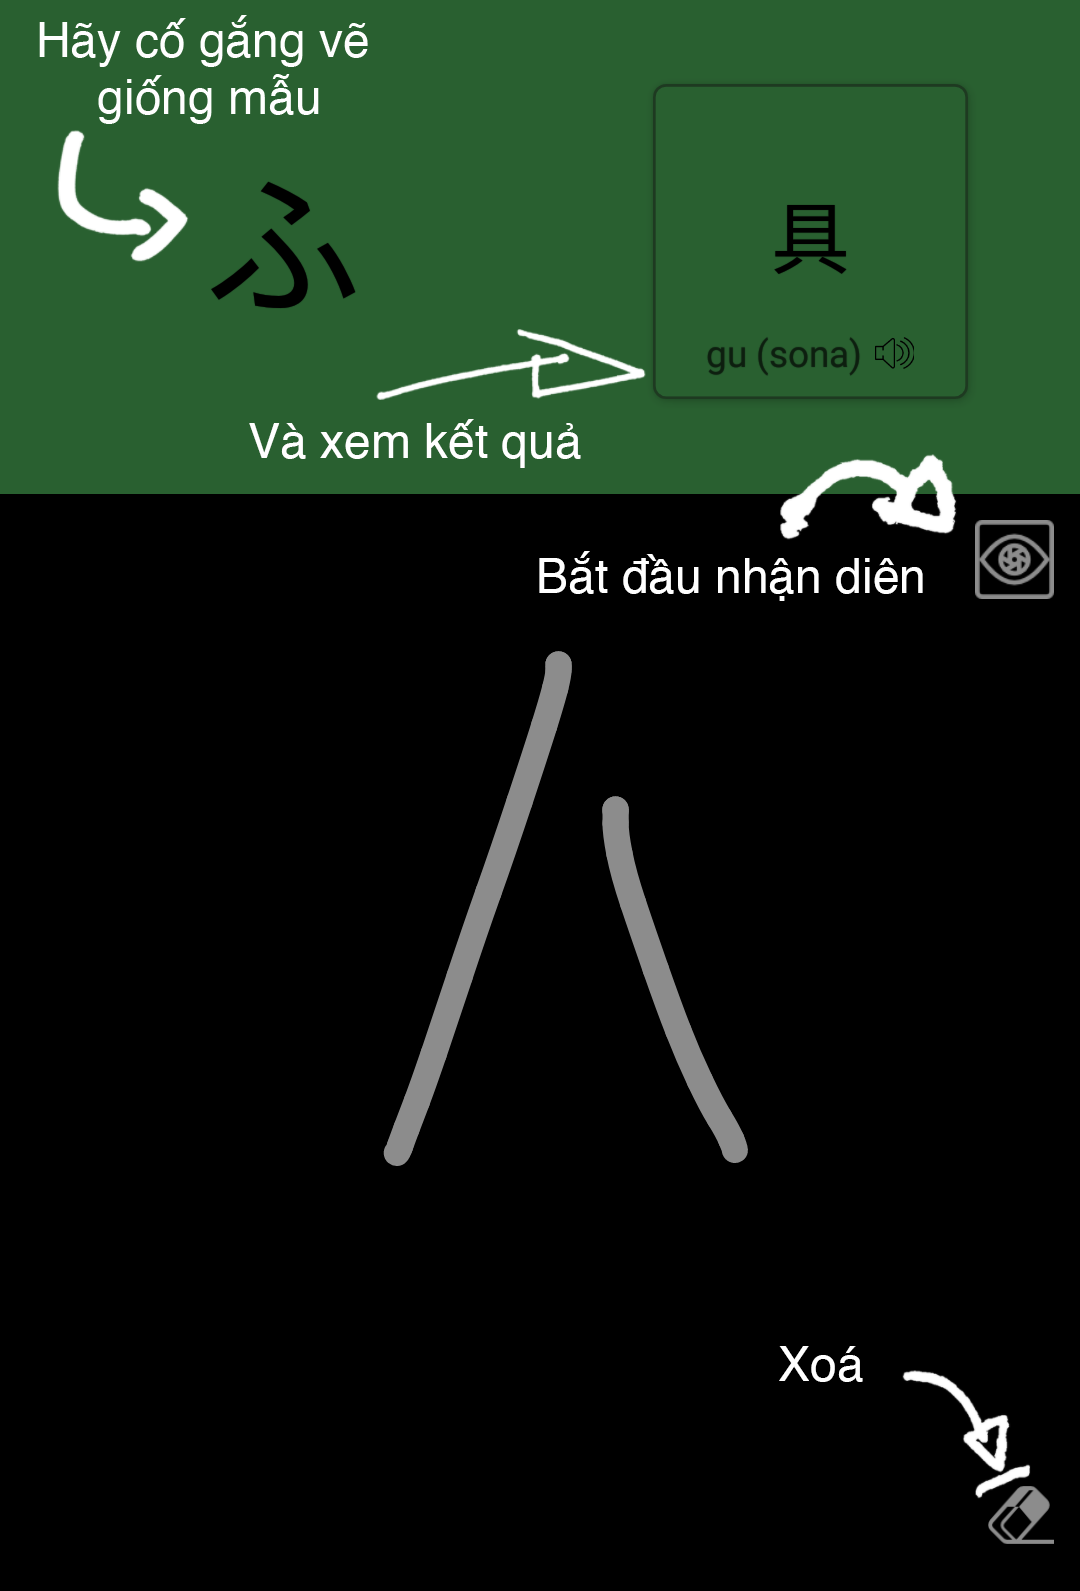 Hãy cố gắng vẽ
giống mẫu
ふ
具
gu (sona)
Và xem kết quả
Bắt đầu nhận diên
八
Xoá